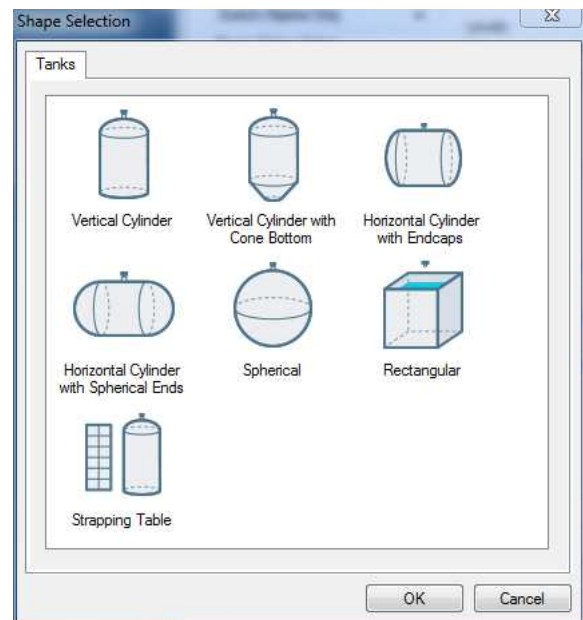 Shape Selection
Tanks
Vertical Cylinder
Vertical Cylinder with
Cone Bottom
Horizontal Cylinder
with Endcaps
Horizontal Cylinder
with Spherical Ends
Spherical
Rectangular
Strapping Table
OK
Cancel